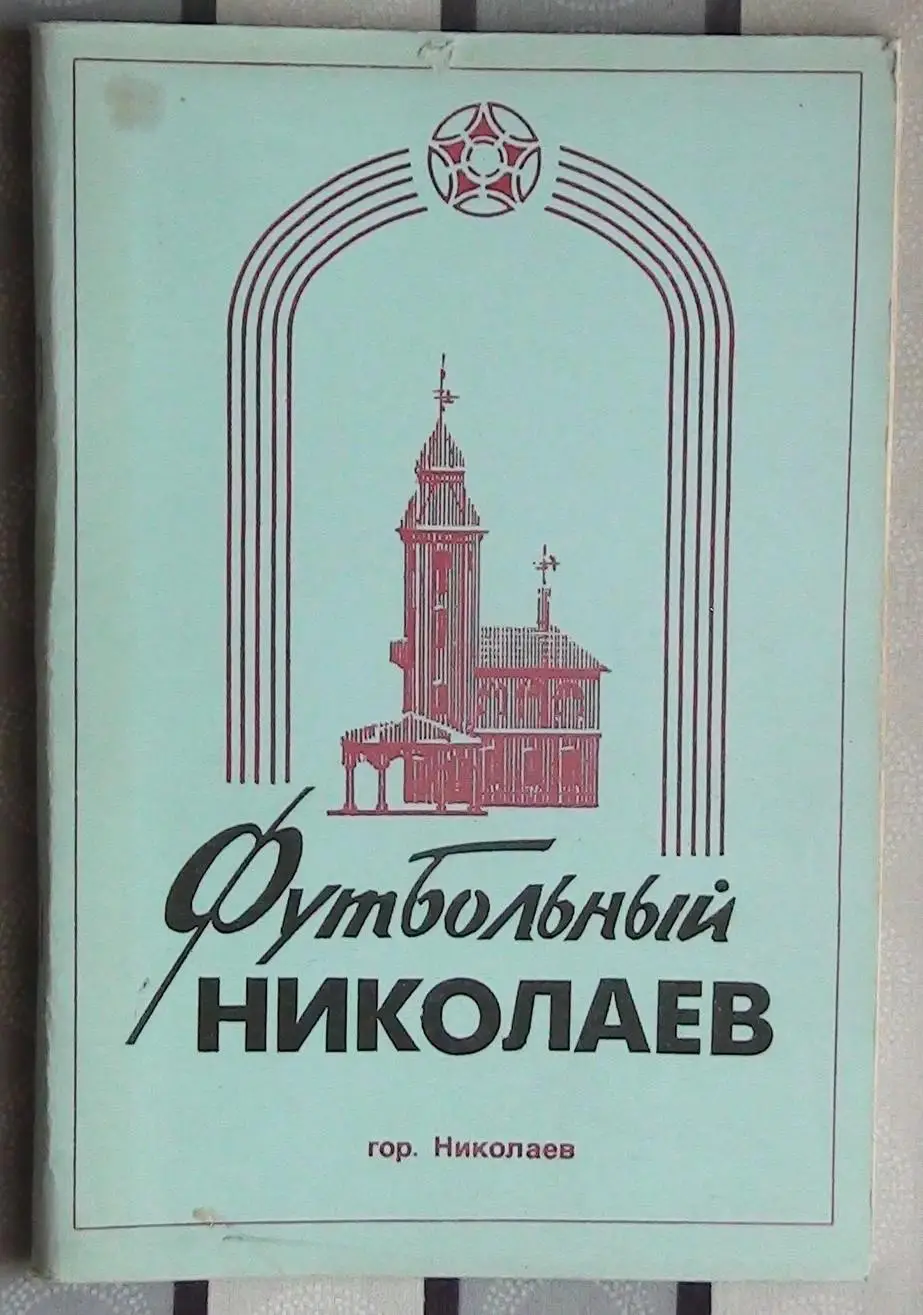 Футбольный
НИКОЛАЕВ
гор. Николаев